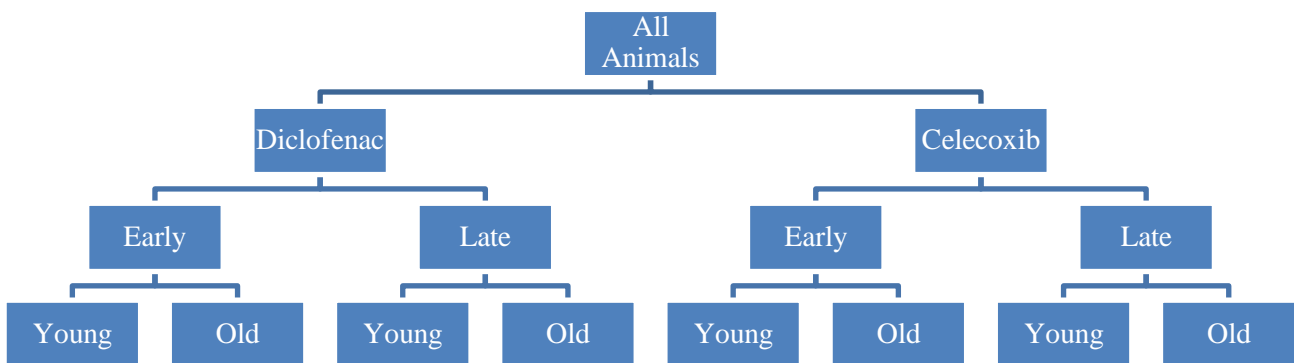 All
Animals
Diclofenac
Celecoxib
Early
Late
Early
Late
Young
Old
Young
Old
Young
Old
Young
Old